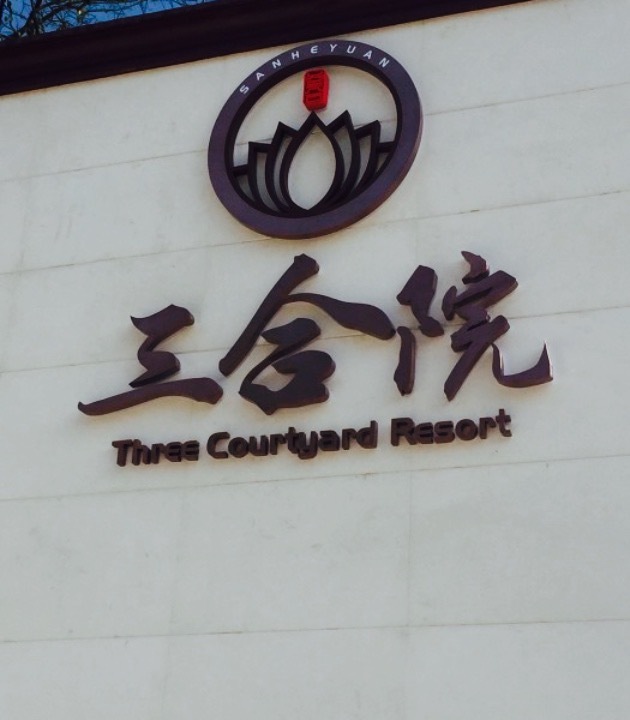 SANHEYUAN
三合院
Three Courtyard Resort